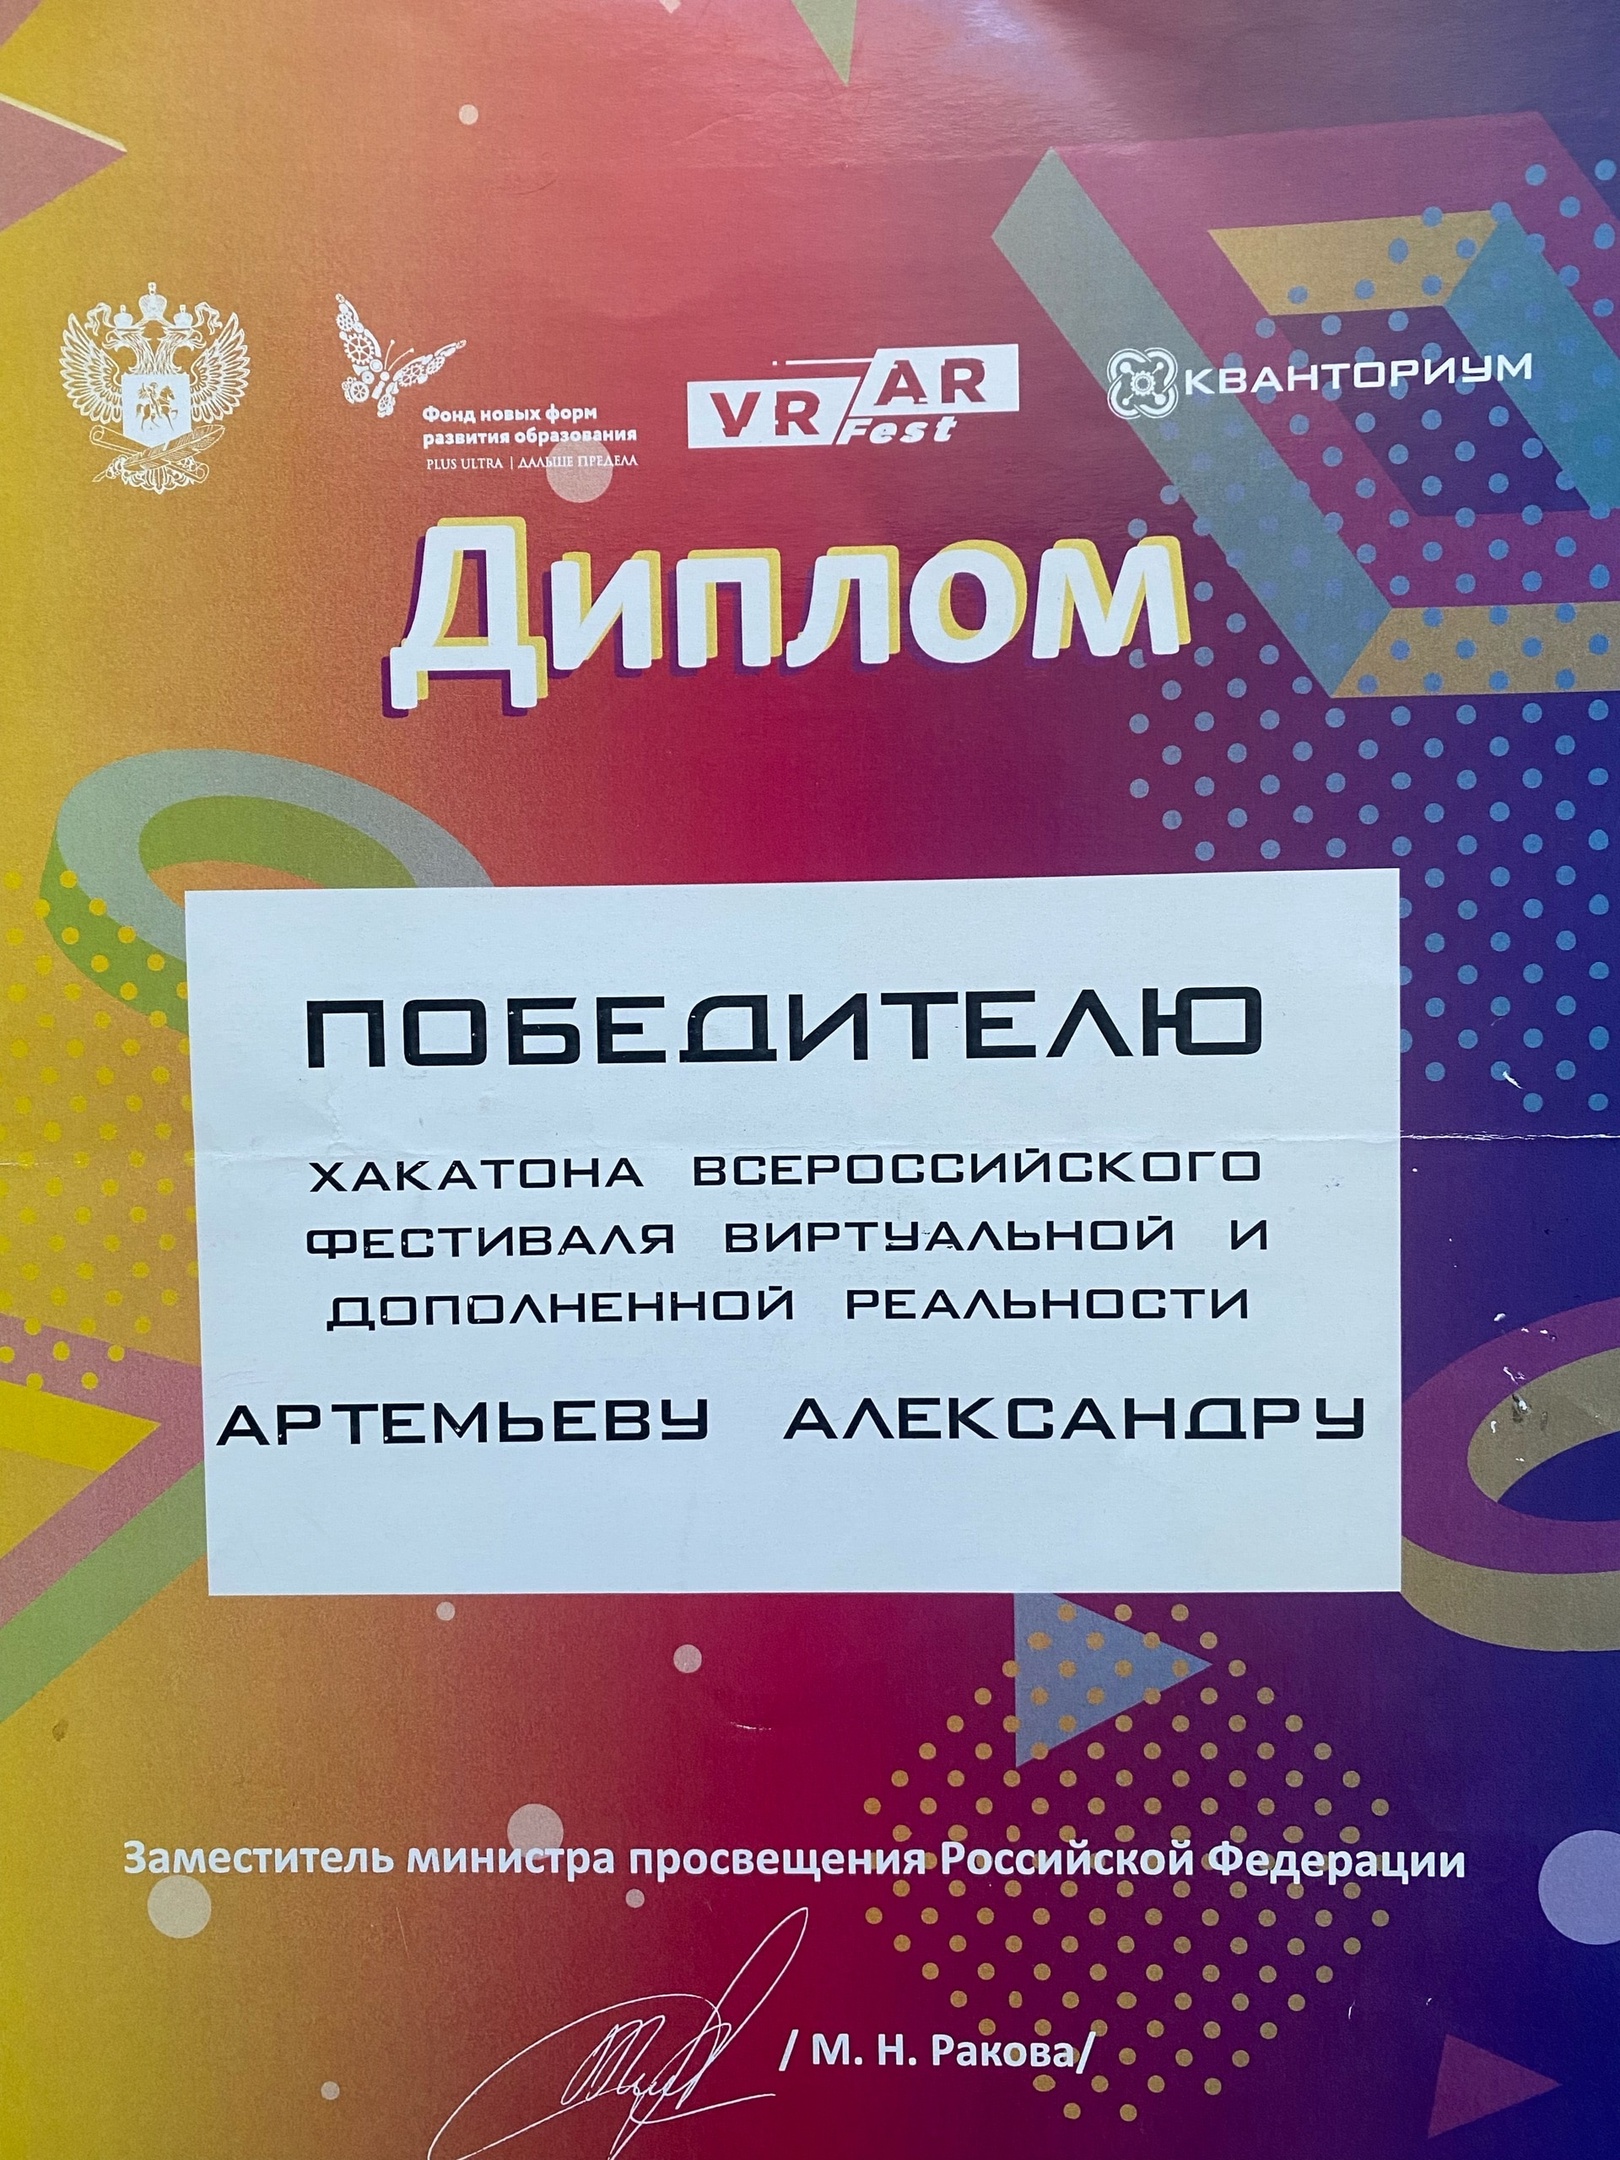 Фонд новых форм
развития образования
PLUS ULTRA | ДАЛЬШЕ ПРЕДЕЛА
VR AR
Fest
КВАНТОРИУМ
Диплом
ПОБЕДИТЕЛЮ
ХАКАТОНА ВСЕРОССИЙСКОГО
ФЕСТИВАЛЯ ВИРТУАЛЬНОЙ И
ДОПОЛНЕННОЙ РЕАЛЬНОСТИ
АРТЕМЬЕВУ АЛЕКСАНДРУ
Заместитель министра просвещения Российской Федерации
/ М. Н. Ракова/